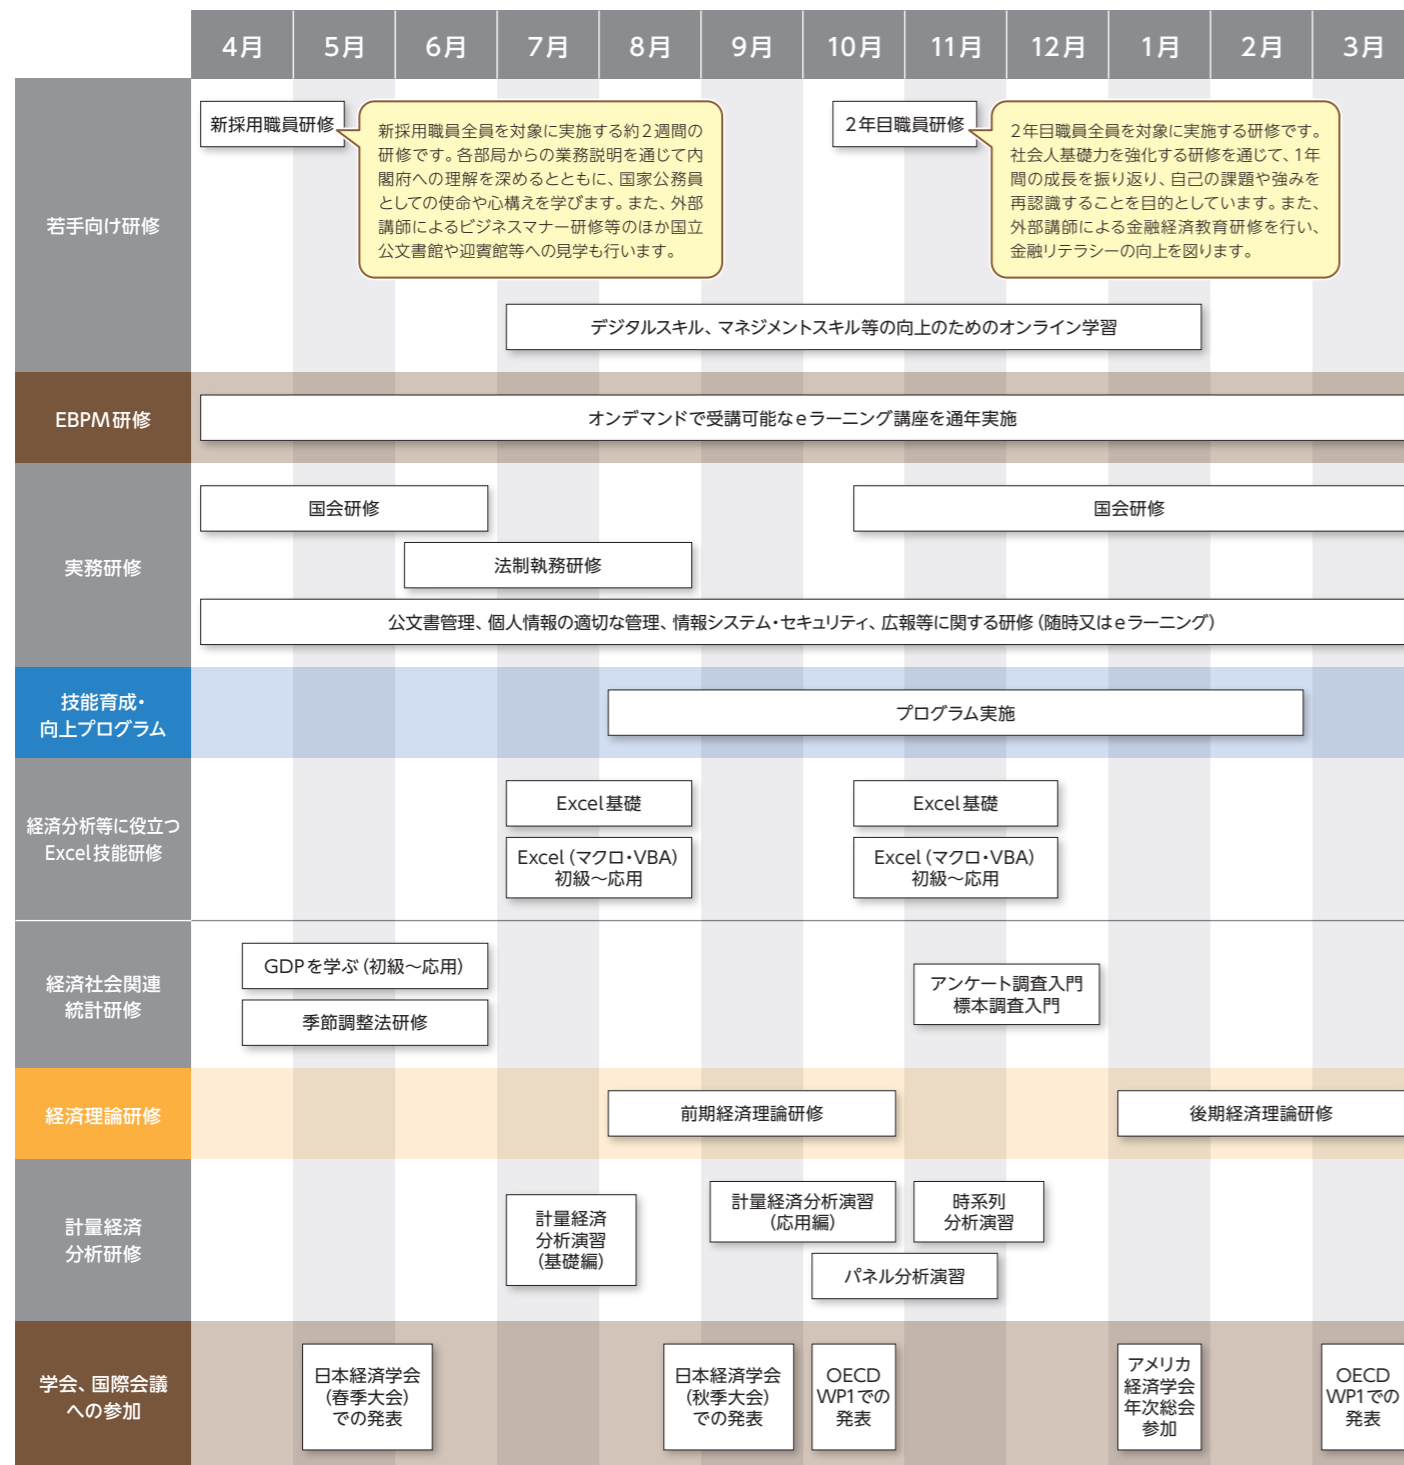 4月 5月 6月 7月 8月 9月 10月 11月 12月 1月 2月 3月
若手向け研修
新採用職員研修
新採用職員全員を対象に実施する約2週間の
研修です。各部局からの業務説明を通じて内
閣府への理解を深めるとともに、国家公務員
としての使命や心構えを学びます。また、外部
講師によるビジネスマナー研修等のほか国立
公文書館や迎賓館等への見学も行います。
2年目職員研修
2年目職員全員を対象に実施する研修です。
社会人基礎力を強化する研修を通じて、1年
間の成長を振り返り、自己の課題や強みを
再認識することを目的としています。また、
外部講師による金融経済教育研修を行い、
金融リテラシーの向上を図ります。
デジタルスキル、マネジメントスキル等の向上のためのオンライン学習
EBPM研修
オンデマンドで受講可能なeラーニング講座を通年実施
実務研修
国会研修
国会研修
法制執務研修
公文書管理、個人情報の適切な管理、情報システム・セキュリティ、広報等に関する研修(随時又はeラーニング)
技能育成・
向上プログラム
プログラム実施
経済分析等に役立つ
Excel技能研修
Excel基礎
Excel基礎
Excel(マクロ・VBA)
初級～応用
Excel(マクロ・VBA)
初級～応用
経済社会関連
統計研修
GDPを学ぶ(初級～応用)
季節調整法研修
アンケート調査入門
標本調査入門
経済理論研修
前期経済理論研修
後期経済理論研修
計量経済
分析研修
計量経済
分析演習
(基礎編)
計量経済分析演習
(応用編)
時系列
分析演習
パネル分析演習
学会、国際会議
への参加
日本経済学会
(春季大会)
での発表
日本経済学会
(秋季大会)
での発表
OECD
WP1での
発表
アメリカ
経済学会
年次総会
参加
OECD
WP1での
発表